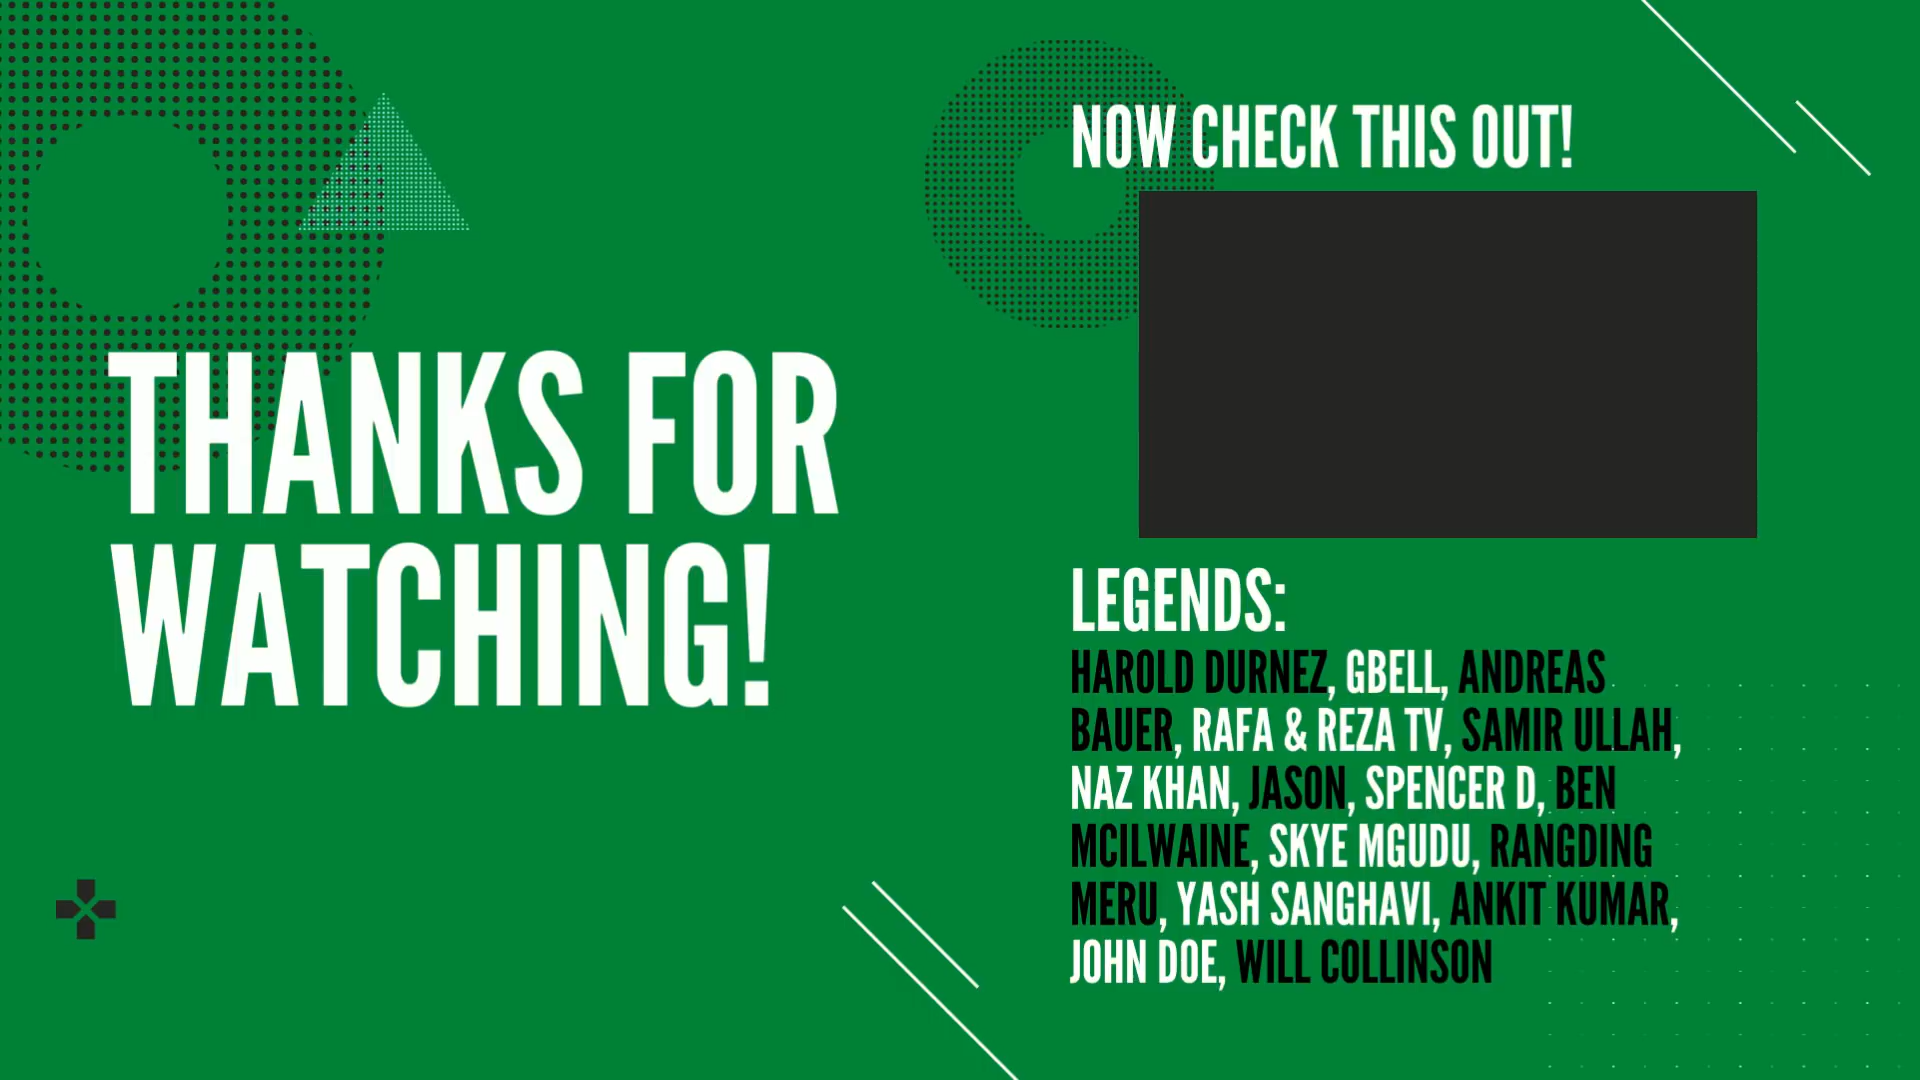 THANKS FOR
WATCHING!
NOW CHECK THIS OUT!
LEGENDS:
HAROLD DURNEZ, GBELL, ANDREAS
BAUER, RAFA & REZA TV, SAMIR ULLAH,
NAZ KHAN, JASON, SPENCER D, BEN
MCILWAINE, SKYE MGUDU, RANGDING
MERU, YASH SANGHAVI, ANKIT KUMAR,
JOHN DOE, WILL COLLINSON